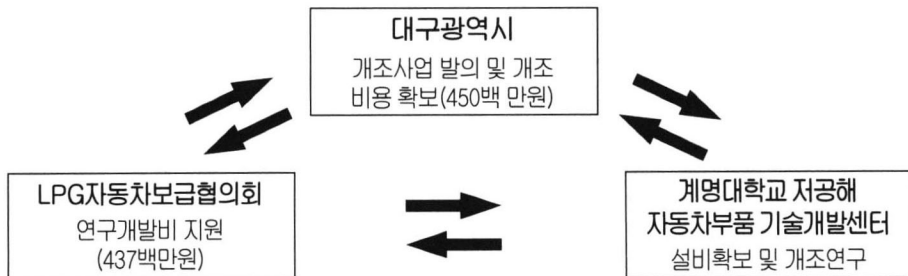 대구광역시
개조사업 발의 및 개조
비용 확보(450백 만원)
LPG자동차보급협의회
연구개발비 지원
(437백만원)
계명대학교 저공해
자동차부품 기술개발센터
설비확보 및 개조연구